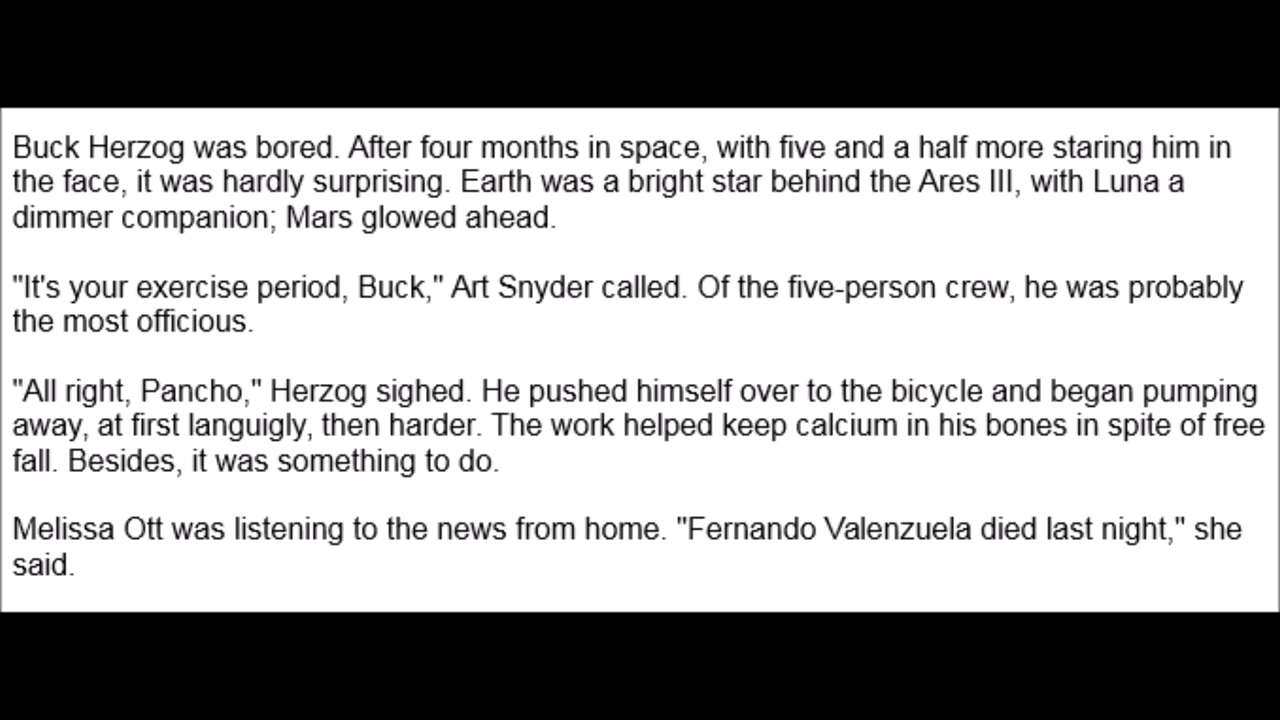 Buck Herzog was bored. After four months in space, with five and a half more staring him in
the face, it was hardly surprising. Earth was a bright star behind the Ares III, with Luna a
dimmer companion; Mars glowed ahead.
"It's your exercise period, Buck," Art Snyder called. Of the five-person crew, he was probably
the most officious.
"All right, Pancho," Herzog sighed. He pushed himself over to the bicycle and began pumping
away, at first languigly, then harder. The work helped keep calcium in his bones in spite of free
fall. Besides, it was something to do.
Melissa Ott was listening to the news from home. "Fernando Valenzuela died last night," she
said.